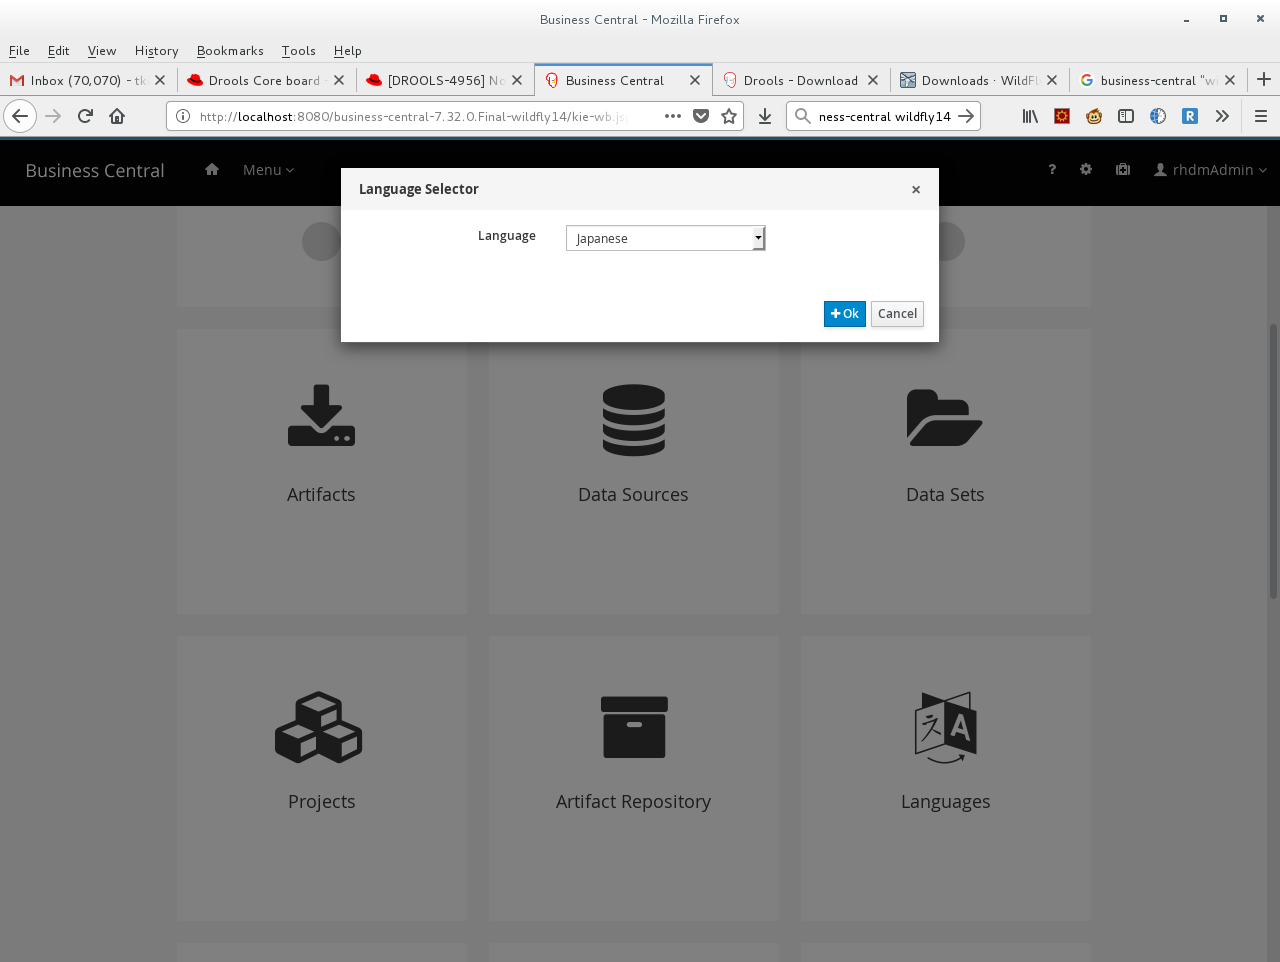 Business Central - Mozilla Firefox
File Edit View History Bookmarks Tools Help
Inbox (70,070) - tk
Drools Core board -
[DROOLS-4956] No
Business Central
Drools - Download
Downloads · WildFl
business-central "wi
http://localhost:8080/business-central-7.32.0.Final-wildfly14/kie-wb.jsp
ness-central wildfly14
Business Central
Menu
rhdmAdmin
Language Selector
Language
Japanese
Ok
Cancel
Artifacts
Data Sources
Data Sets
Projects
Artifact Repository
Languages